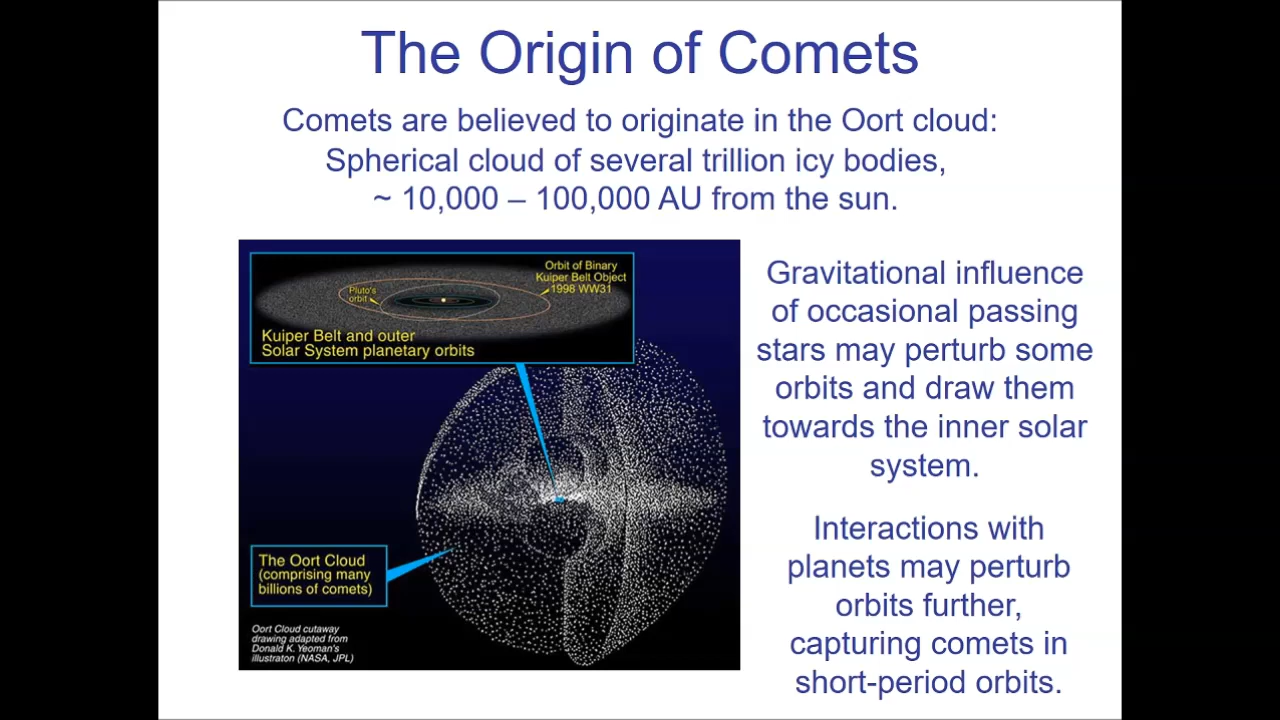 The Origin of Comets
Comets are believed to originate in the Oort cloud:
Spherical cloud of several trillion icy bodies,
~ 10,000 – 100,000 AU from the sun.
Orbit of Binary
Kuiper Belt Object
1998 WW31
Pluto's
orbit
Kuiper Belt and outer
Solar System planetary orbits
The Oort Cloud
(comprising many
billions of comets)
Oort Cloud cutaway
drawing adapted from
Donald K. Yeoman's
illustraton (NASA, JPL)
Gravitational influence
of occasional passing
stars may perturb some
orbits and draw them
towards the inner solar
system.
Interactions with
planets may perturb
orbits further,
capturing comets in
short-period orbits.